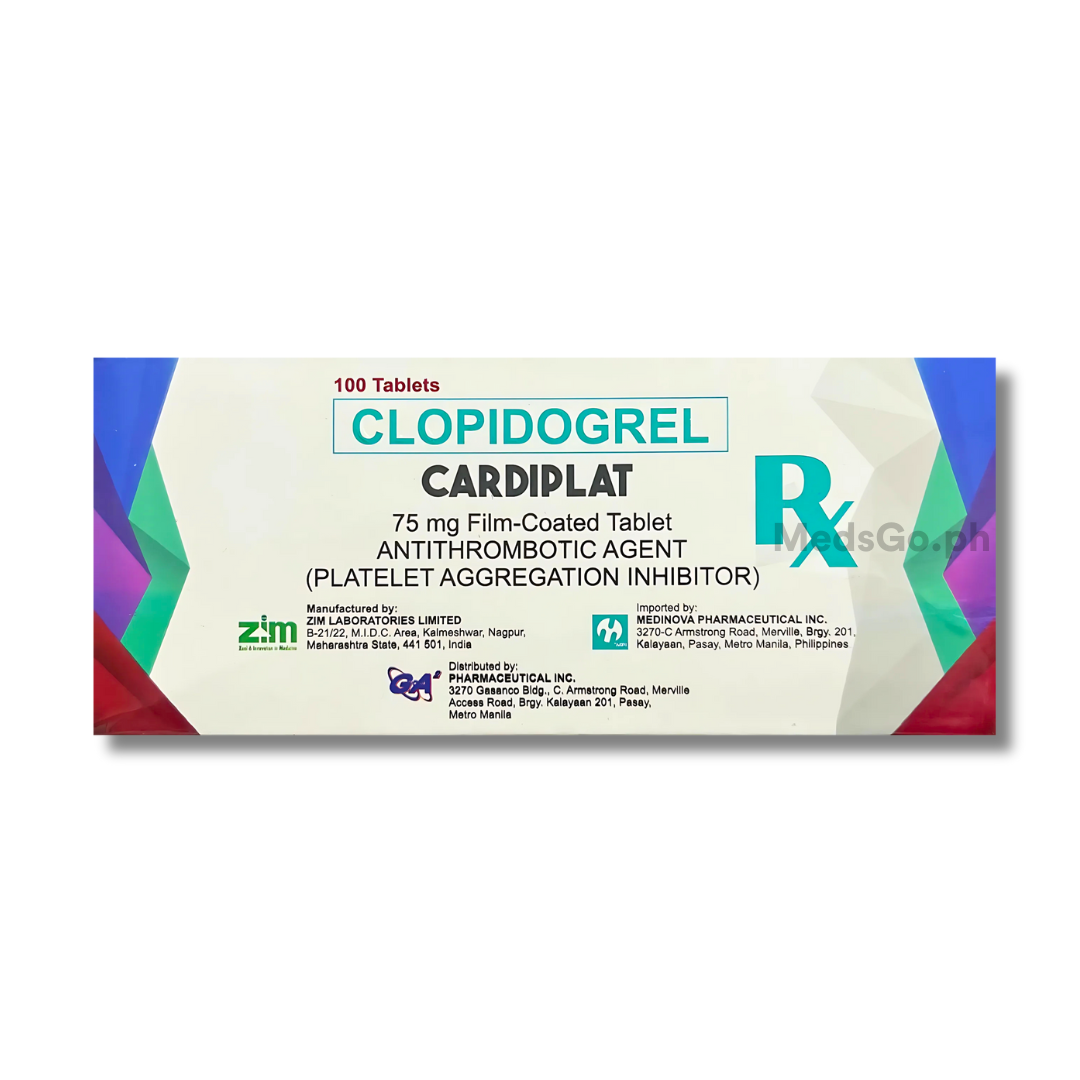 100 Tablets
CLOPIDOGREL
CARDIPLAT
75 mg Film-Coated Tablet
ANTITHROMBOTIC AGENT
(PLATELET AGGREGATION INHIBITOR)
Rx
MedsGo.ph
zim
Manufactured by:
ZIM LABORATORIES LIMITED
B-21/22, M.I.D.C. Area, Kalmeshwar, Nagpur,
Maharashtra State, 441 501, India
Imported by:
MEDINOVA PHARMACEUTICAL INC.
3270-C Armstrong Road, Merville, Brgy. 201,
Kalayaan, Pasay, Metro Manila, Philippines
Distributed by:
PHARMACEUTICAL INC.
3270 Gasanco Bldg., C. Armstrong Road, Merville
Access Road, Brgy. Kalayaan 201, Pasay,
Metro Manila